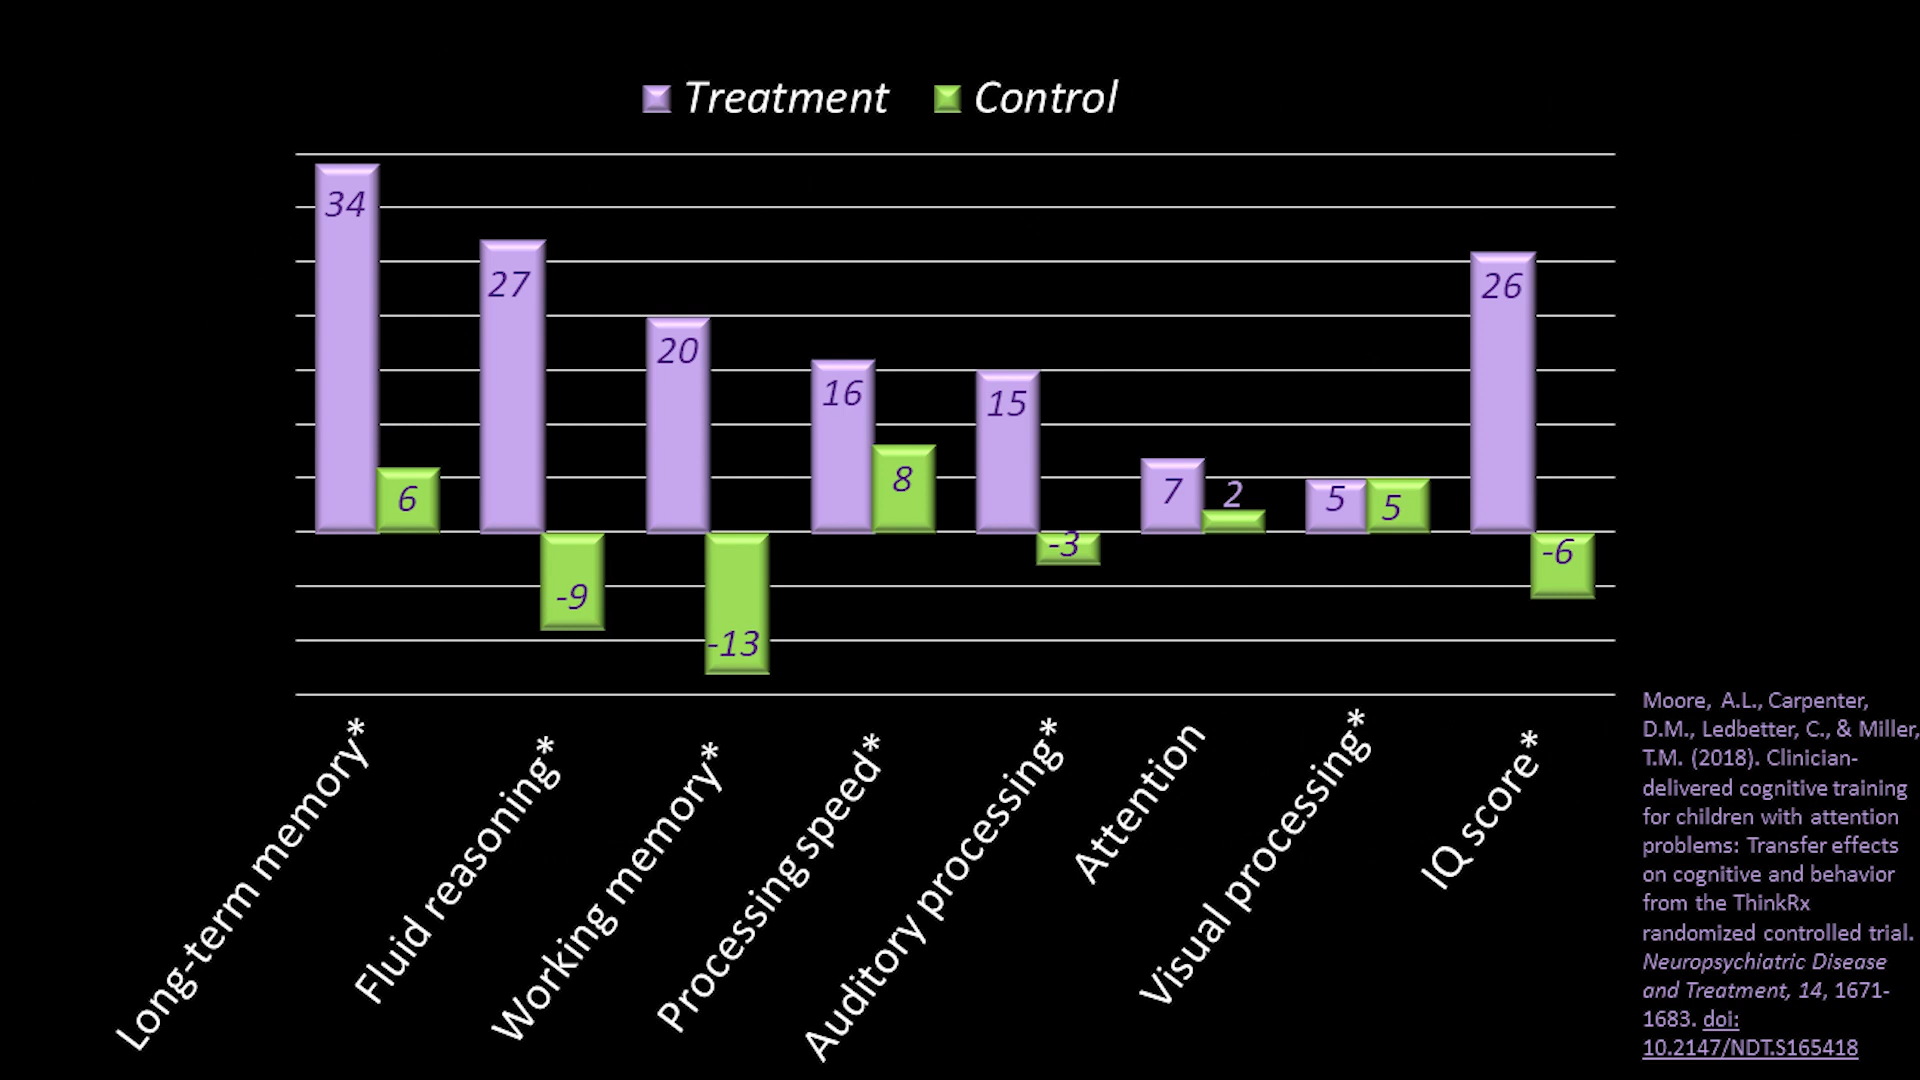 Treatment Control
34
27
26
20
16
15
7
2
5
5
6
8
-3
-6
-9
-13
Long-term memory*
Fluid reasoning*
Working memory*
Processing speed*
Auditory processing*
Attention
Visual processing*
IQ score*
Moore, A.L., Carpenter,
D.M., Ledbetter, C., & Miller,
T.M. (2018). Clinician-
delivered cognitive training
for children with attention
problems: Transfer effects
on cognitive and behavior
from the ThinkRx
randomized controlled trial.
Neuropsychiatric Disease
and Treatment, 14, 1671-
1683. doi:
10.2147/NDT.S165418